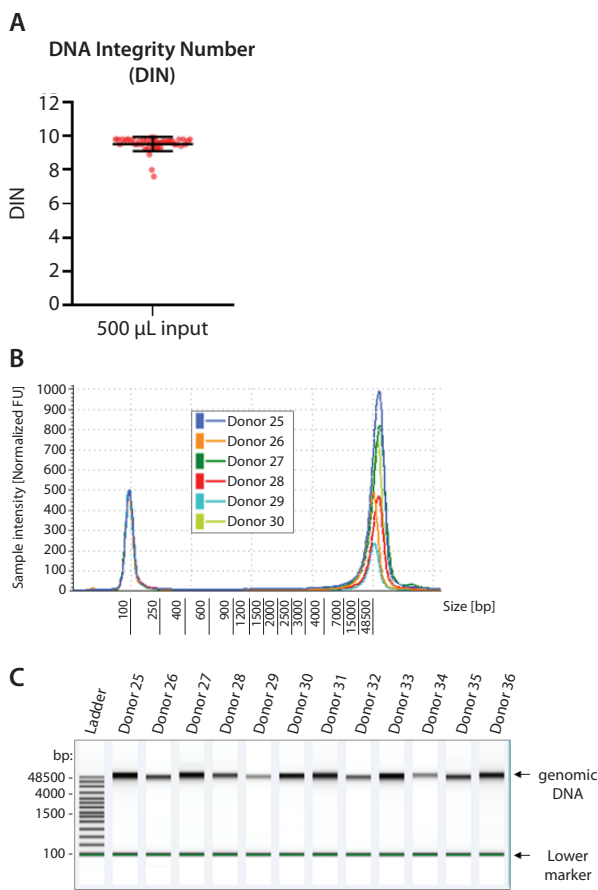 A
DNA Integrity Number
(DIN)
12
10
8
6
4
2
0
DIN
500 µL input
B
Sample intensity [Normalized FU]
1000
900
800
700
600
500
400
300
200
100
0
Donor 25
Donor 26
Donor 27
Donor 28
Donor 29
Donor 30
100
250
400
600
900
1200
1500
2000
2500
3000
4000
7000
15000
48500
Size [bp]
C
Ladder
Donor 25
Donor 26
Donor 27
Donor 28
Donor 29
Donor 30
Donor 31
Donor 32
Donor 33
Donor 34
Donor 35
Donor 36
bp:
48500 -
4000 -
1500
100 -
genomic
DNA
Lower
marker